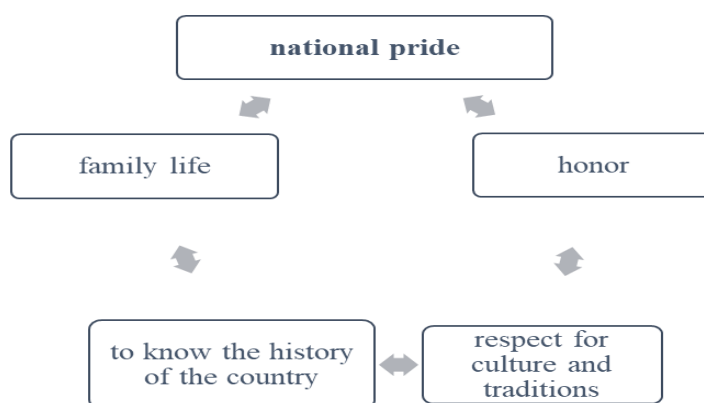 national pride
family life
honor
to know the history
of the country
respect for
culture and
traditions